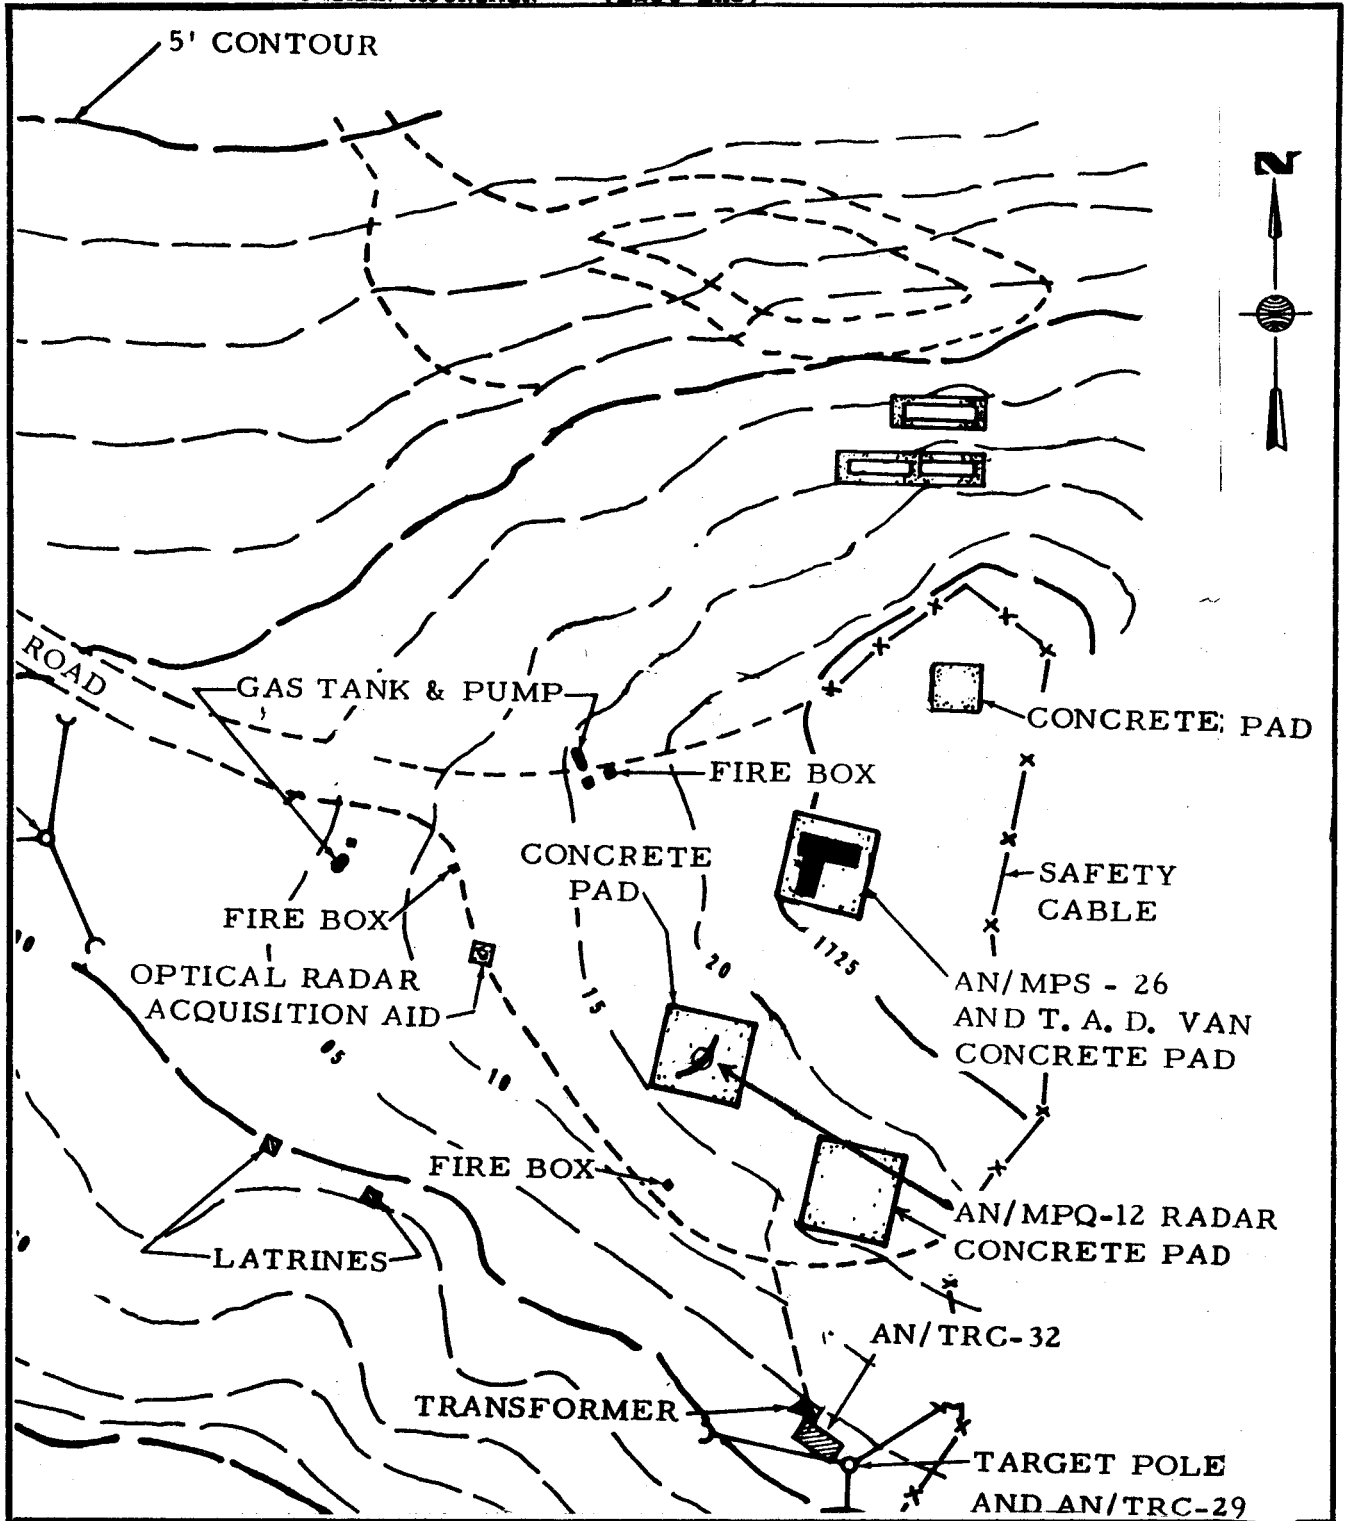 5' CONTOUR
N
ROAD
GAS TANK & PUMP
CONCRETE PAD
FIRE BOX
CONCRETE
PAD
SAFETY
CABLE
FIRE BOX
20
1725
OPTICAL RADAR
ACQUISITION AID
15
AN/MPS - 26
AND T. A. D. VAN
CONCRETE PAD
05
10
FIRE BOX
AN/MPQ-12 RADAR
CONCRETE PAD
LATRINES
AN/TRC-32
TRANSFORMER
TARGET POLE
AND AN/TRC-29